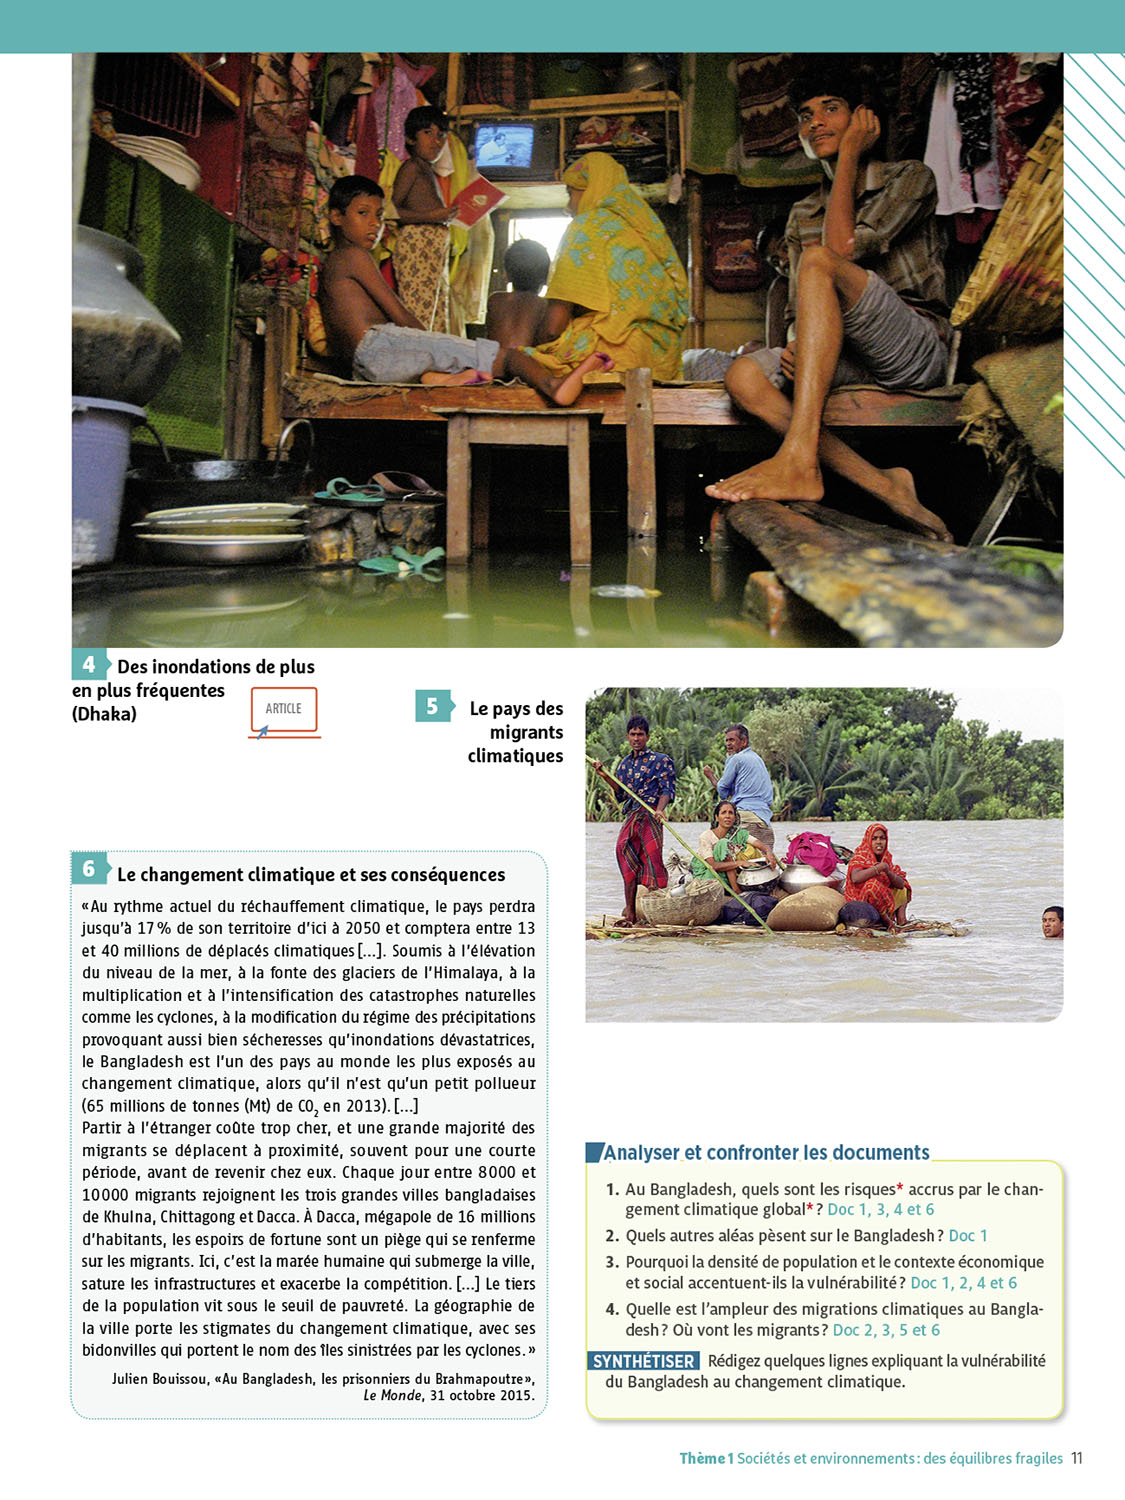 4 Des inondations de plus
en plus fréquentes
(Dhaka)
ARTICLE
5 Le pays des
migrants
climatiques
6 Le changement climatique et ses conséquences
« Au rythme actuel du réchauffement climatique, le pays perdra
jusqu'à 17 % de son territoire d'ici à 2050 et comptera entre 13
et 40 millions de déplacés climatiques […]. Soumis à l'élévation
du niveau de la mer, à la fonte des glaciers de l'Himalaya, à la
multiplication et à l'intensification des catastrophes naturelles
comme les cyclones, à la modification du régime des précipitations
provoquant aussi bien sécheresses qu'inondations dévastatrices,
le Bangladesh est l'un des pays au monde les plus exposés au
changement climatique, alors qu'il n'est qu'un petit pollueur
(65 millions de tonnes (Mt) de CO₂ en 2013). […]
Partir à l'étranger coûte trop cher, et une grande majorité des
migrants se déplacent à proximité, souvent pour une courte
période, avant de revenir chez eux. Chaque jour entre 8 000 et
10 000 migrants rejoignent les trois grandes villes bangladaises
de Khulna, Chittagong et Dacca. À Dacca, mégapole de 16 millions
d'habitants, les espoirs de fortune sont un piège qui se renferme
sur les migrants. Ici, c'est la marée humaine qui submerge la ville,
sature les infrastructures et exacerbe la compétition. […] Le tiers
de la population vit sous le seuil de pauvreté. La géographie de
la ville porte les stigmates du changement climatique, avec ses
bidonvilles qui portent le nom des îles sinistrées par les cyclones. »
Julien Bouissou, « Au Bangladesh, les prisonniers du Brahmapoutre »,
Le Monde, 31 octobre 2015.
Analyser et confronter les documents
1. Au Bangladesh, quels sont les risques* accrus par le chan-
gement climatique global* ? Doc 1, 3, 4 et 6
2. Quels autres aléas pèsent sur le Bangladesh ? Doc 1
3. Pourquoi la densité de population et le contexte économique
et social accentuent-ils la vulnérabilité ? Doc 1, 2, 4 et 6
4. Quelle est l'ampleur des migrations climatiques au Bangla-
desh ? Où vont les migrants ? Doc 2, 3, 5 et 6
SYNTHÉTISER Rédigez quelques lignes expliquant la vulnérabilité
du Bangladesh au changement climatique.
Thème 1 Sociétés et environnements : des équilibres fragiles 11